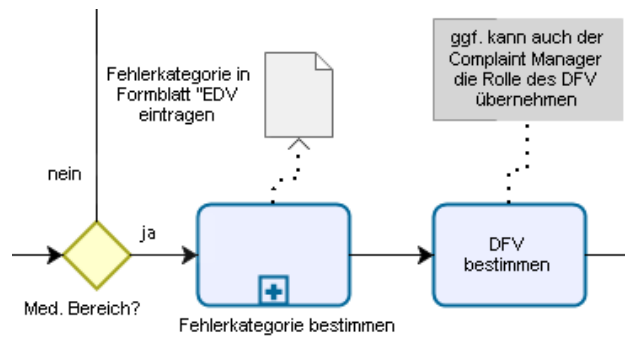 ggf. kann auch der
Complaint Manager
die Rolle des DFV
übernehmen
Fehlerkategorie in
Formblatt "EDV
eintragen
nein
ja
DFV
bestimmen
Med. Bereich?
Fehlerkategorie bestimmen